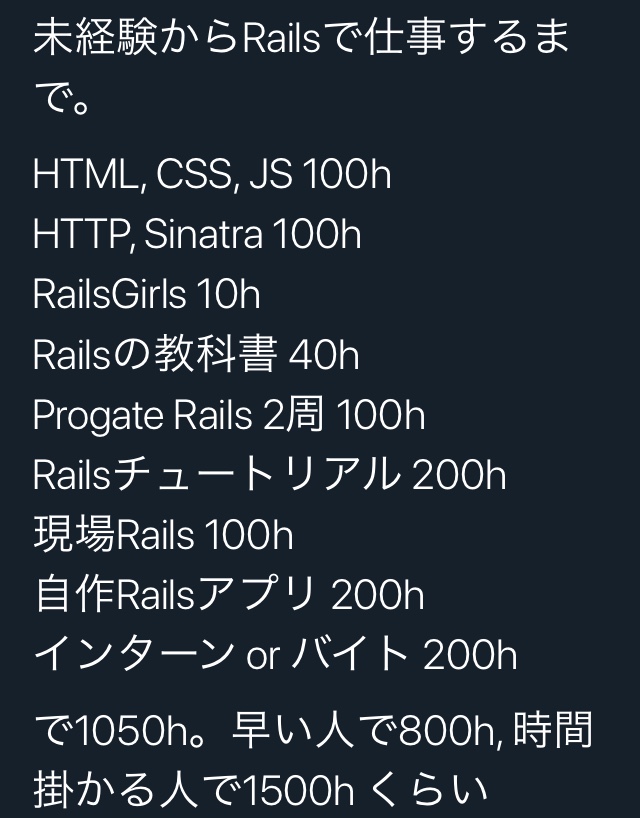 未経験からRailsで仕事するま
で。
HTML, CSS, JS 100h
HTTP, Sinatra 100h
RailsGirls 10h
Railsの教科書 40h
Progate Rails 2周 100h
Railsチュートリアル 200h
現場Rails 100h
自作Railsアプリ 200h
インターン or バイト 200h
で1050h。早い人で800h, 時間
掛かる人で1500h くらい